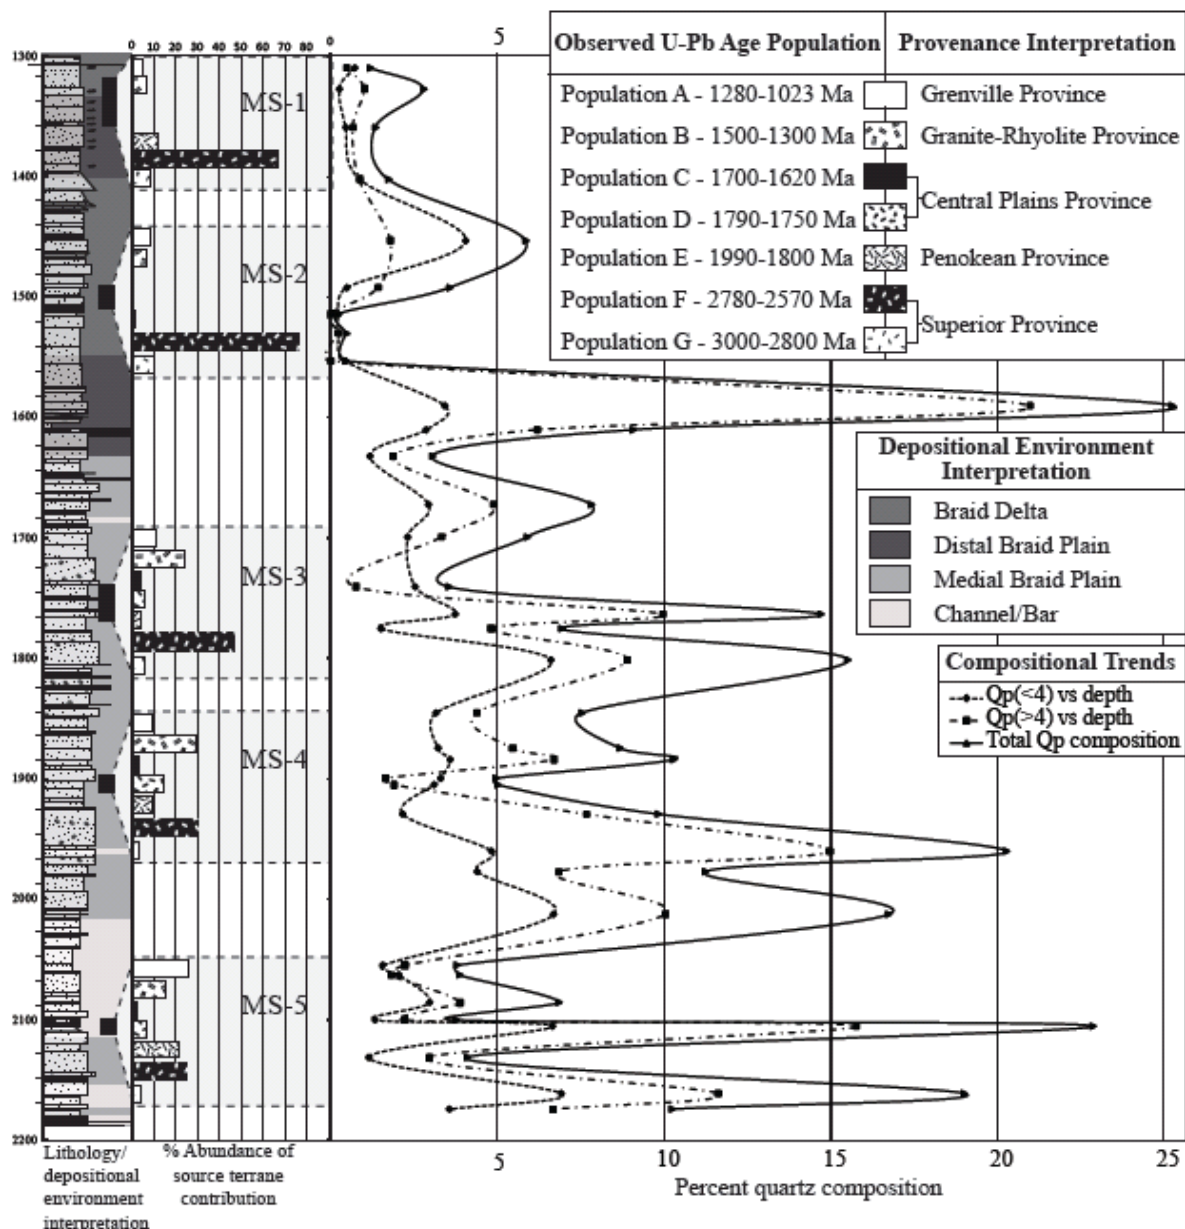 0 10 20 30 40 50 60 70 80 0
5
Observed U-Pb Age Population
Provenance Interpretation
Population A - 1280-1023 Ma
Grenville Province
Population B - 1500-1300 Ma
Granite-Rhyolite Province
Population C - 1700-1620 Ma
Central Plains Province
Population D - 1790-1750 Ma
Population E - 1990-1800 Ma
Penokean Province
Population F - 2780-2570 Ma
Superior Province
Population G - 3000-2800 Ma
1300
1400
1500
1600
1700
1800
1900
2000
2100
2200
MS-1
MS-2
MS-3
MS-4
MS-5
Depositional Environment
Interpretation
Braid Delta
Distal Braid Plain
Medial Braid Plain
Channel/Bar
Compositional Trends
Qp(<4) vs depth
Qp(>4) vs depth
Total Qp composition
5 10 15 20 25
Percent quartz composition
Lithology/
depositional
environment
interpretation
% Abundance of
source terrane
contribution